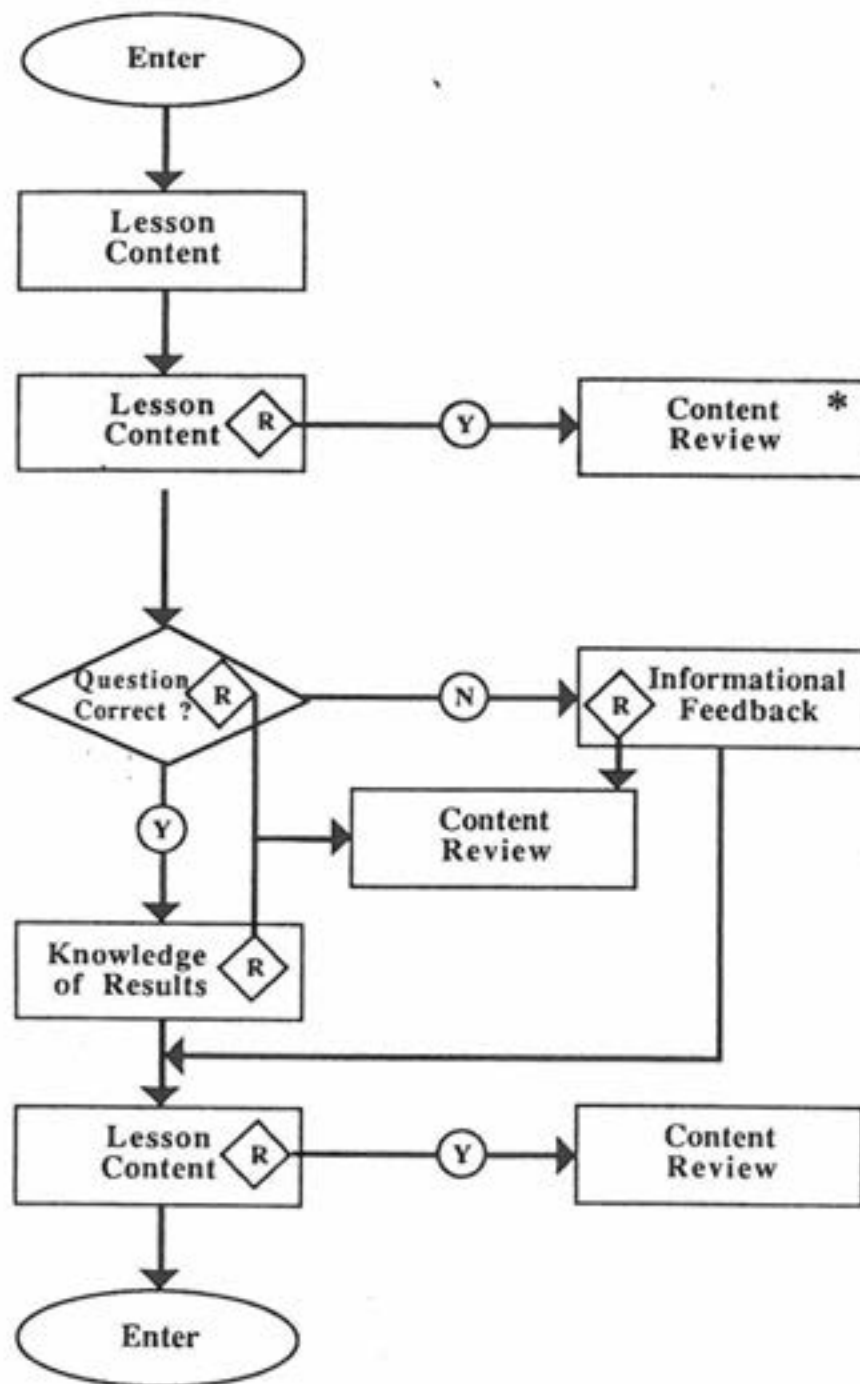 Enter
Lesson
Content
Lesson
Content
R
Y
Content
Review
*
Question
Correct ?
R
N
R
Informational
Feedback
Y
Content
Review
Knowledge
of Results
R
Lesson
Content
R
Y
Content
Review
Enter